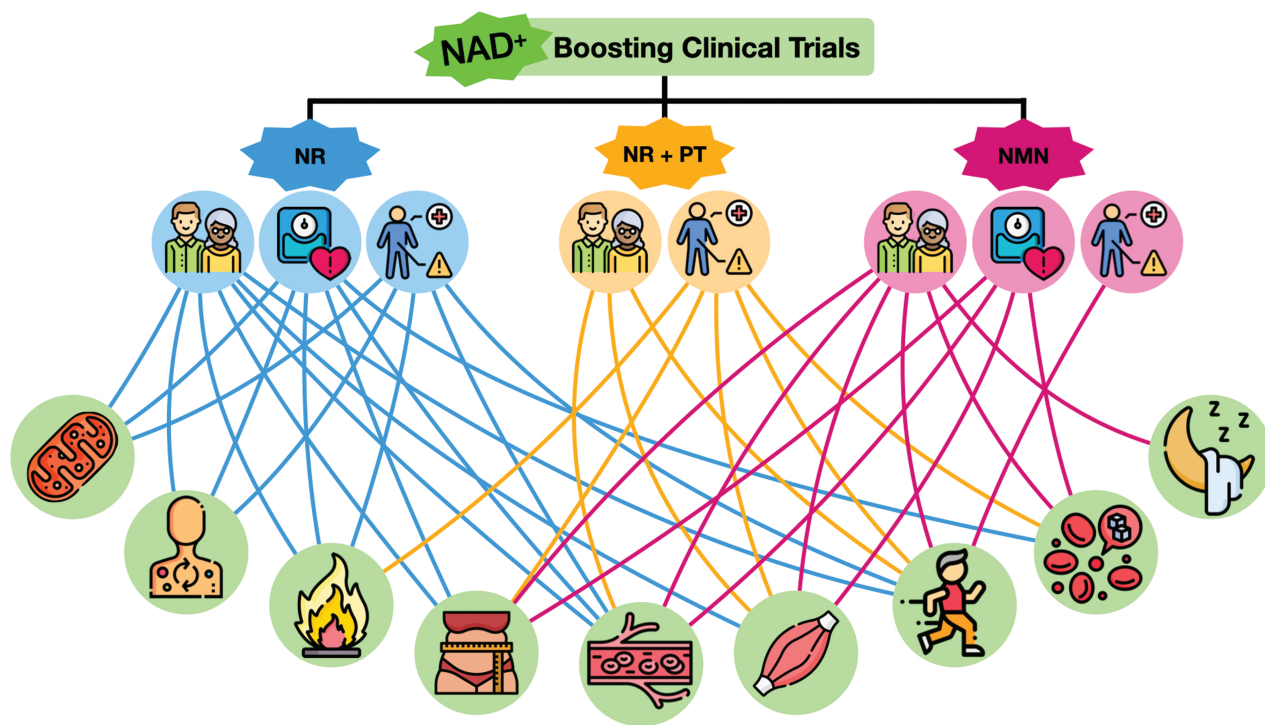 NAD+ Boosting Clinical Trials
NR
NR + PT
NMN
z z
z z